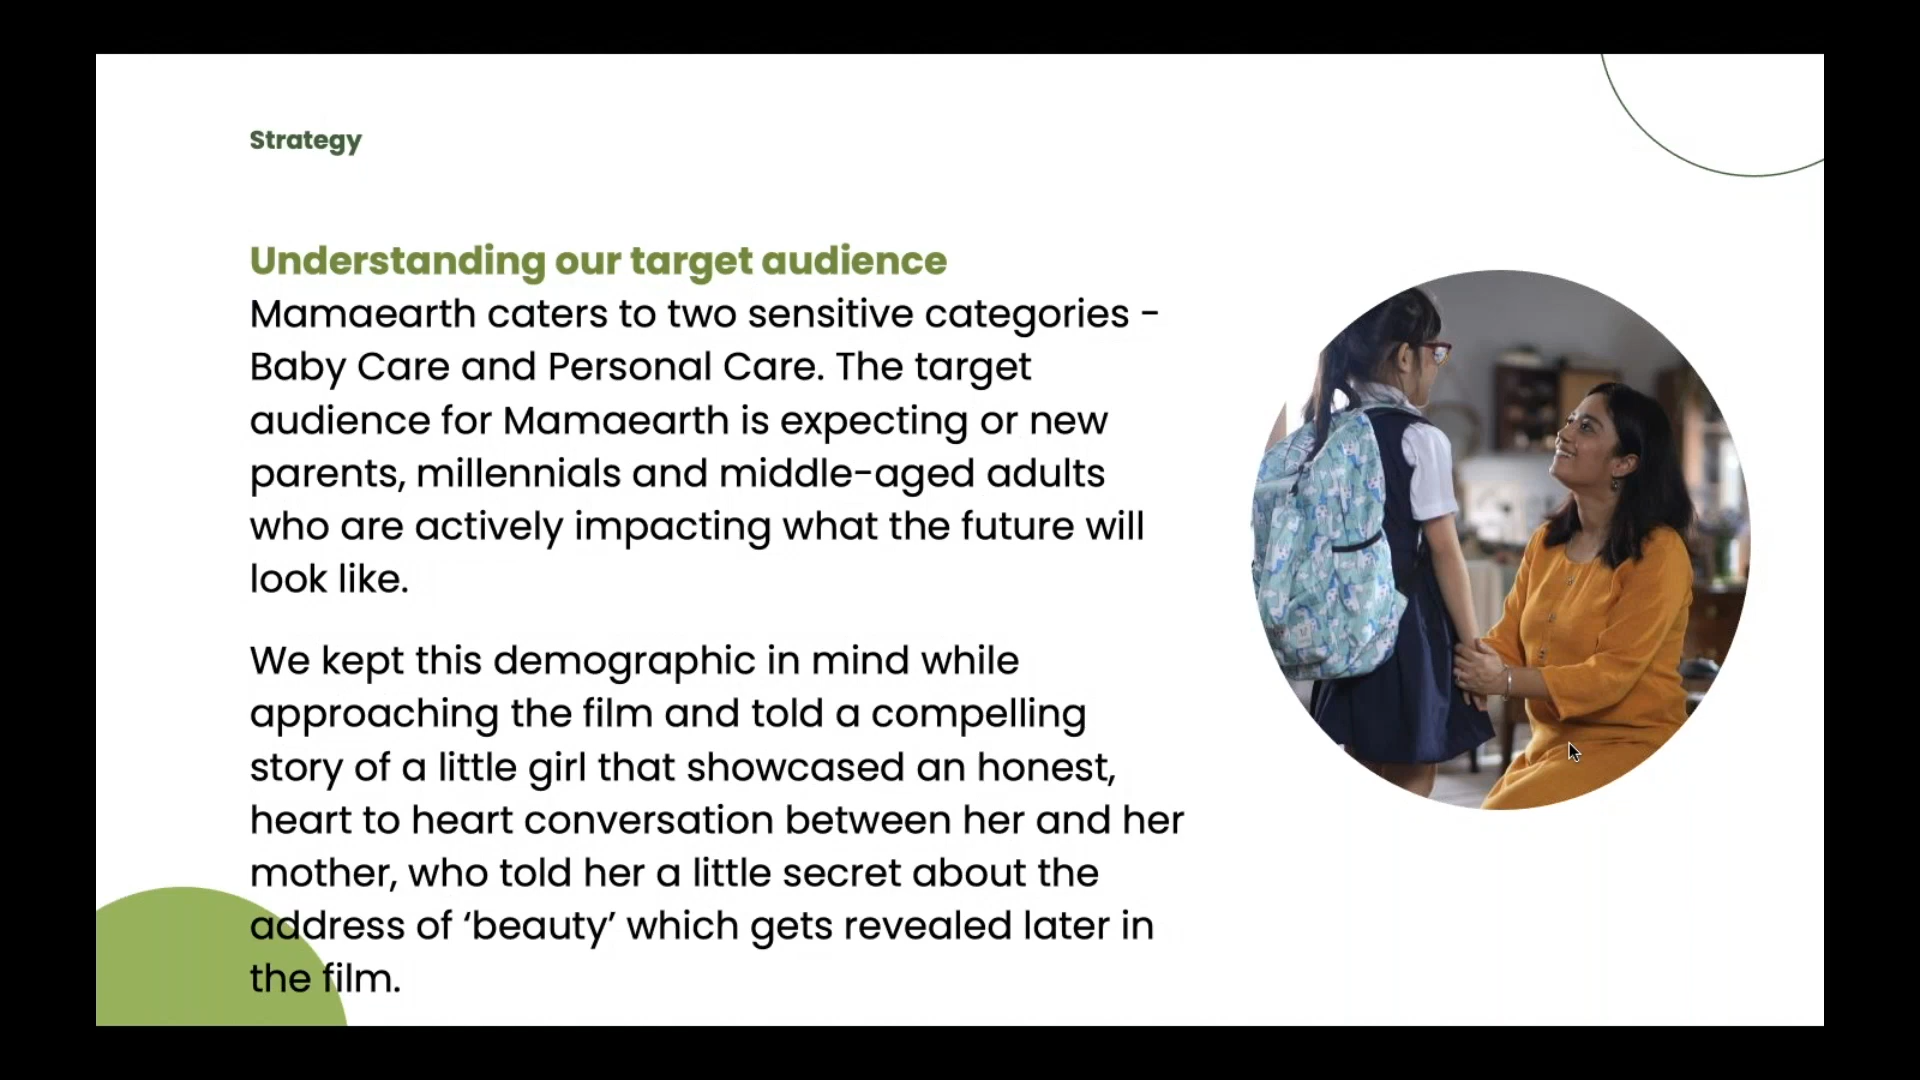 Strategy
Understanding our target audience
Mamaearth caters to two sensitive categories -
Baby Care and Personal Care. The target
audience for Mamaearth is expecting or new
parents, millennials and middle-aged adults
who are actively impacting what the future will
look like.
We kept this demographic in mind while
approaching the film and told a compelling
story of a little girl that showcased an honest,
heart to heart conversation between her and her
mother, who told her a little secret about the
address of ‘beauty’ which gets revealed later in
the film.